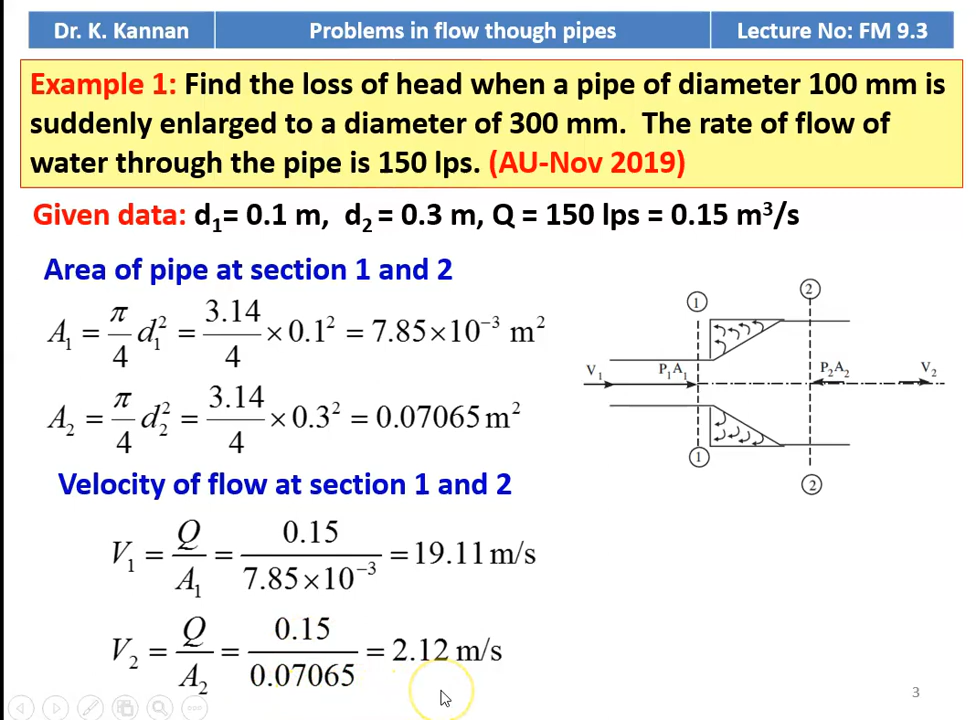 Dr. K. Kannan
Problems in flow though pipes
Lecture No: FM 9.3
Example 1: Find the loss of head when a pipe of diameter 100 mm is
suddenly enlarged to a diameter of 300 mm. The rate of flow of
water through the pipe is 150 lps. (AU-Nov 2019)
Given data: d₁= 0.1 m, d₂ = 0.3 m, Q = 150 lps = 0.15 m³/s
Area of pipe at section 1 and 2
A₁ = π/4 d₁² = 3.14/4 × 0.1² = 7.85×10⁻³ m²
A₂ = π/4 d₂² = 3.14/4 × 0.3² = 0.07065 m²
Velocity of flow at section 1 and 2
V₁ = Q/A₁ = 0.15/7.85×10⁻³ = 19.11 m/s
V₂ = Q/A₂ = 0.15/0.07065 = 2.12 m/s
1
2
V₁
P₁A₁
P₂A₂
V₂
1
2
3